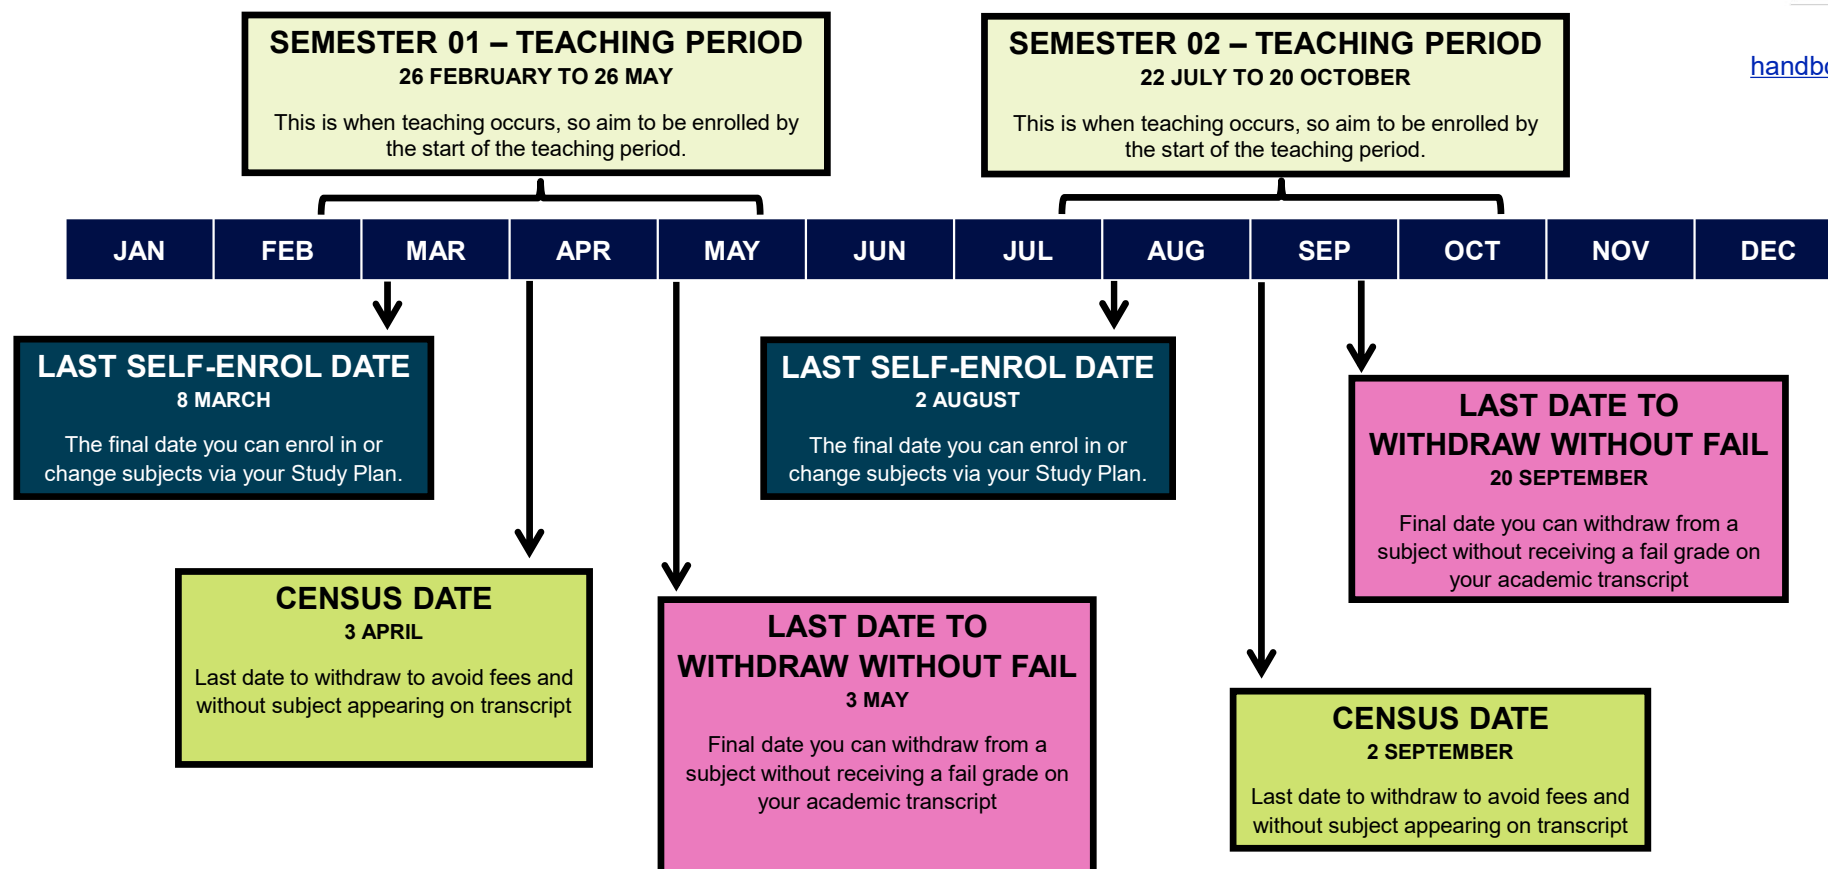 SEMESTER 01 – TEACHING PERIOD
26 FEBRUARY TO 26 MAY
This is when teaching occurs, so aim to be enrolled by
the start of the teaching period.
SEMESTER 02 – TEACHING PERIOD
22 JULY TO 20 OCTOBER
This is when teaching occurs, so aim to be enrolled by
the start of the teaching period.
JAN FEB MAR APR MAY JUN JUL AUG SEP OCT NOV DEC
LAST SELF-ENROL DATE
8 MARCH
The final date you can enrol in or
change subjects via your Study Plan.
LAST SELF-ENROL DATE
2 AUGUST
The final date you can enrol in or
change subjects via your Study Plan.
LAST DATE TO
WITHDRAW WITHOUT FAIL
20 SEPTEMBER
Final date you can withdraw from a
subject without receiving a fail grade on
your academic transcript
CENSUS DATE
3 APRIL
Last date to withdraw to avoid fees and
without subject appearing on transcript
LAST DATE TO
WITHDRAW WITHOUT FAIL
3 MAY
Final date you can withdraw from a
subject without receiving a fail grade on
your academic transcript
CENSUS DATE
2 SEPTEMBER
Last date to withdraw to avoid fees and
without subject appearing on transcript